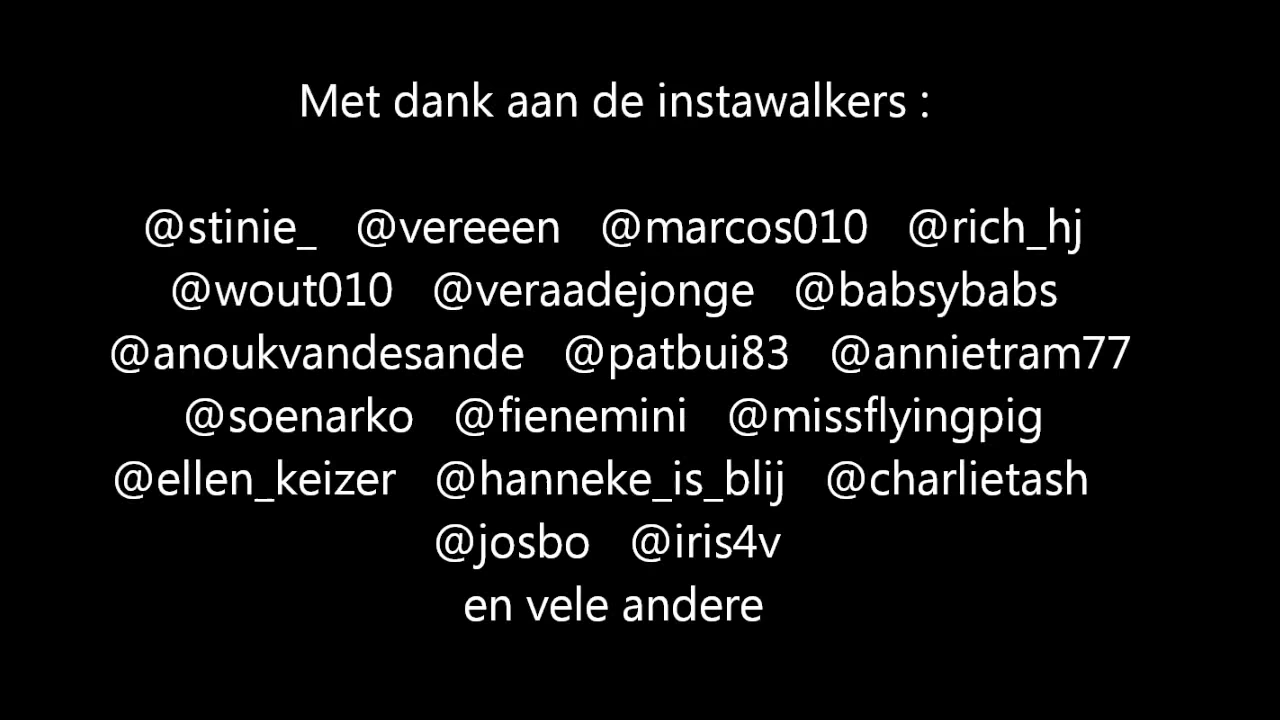 Met dank aan de instawalkers :
@stinie_ @vereeen @marcos010 @rich_hj
@wout010 @veraadejonge @babsybabs
@anoukvandesande @patbui83 @annietram77
@soenarko @fienemini @missflyingpig
@ellen_keizer @hanneke_is_blij @charlietash
@josbo @iris4v
en vele andere